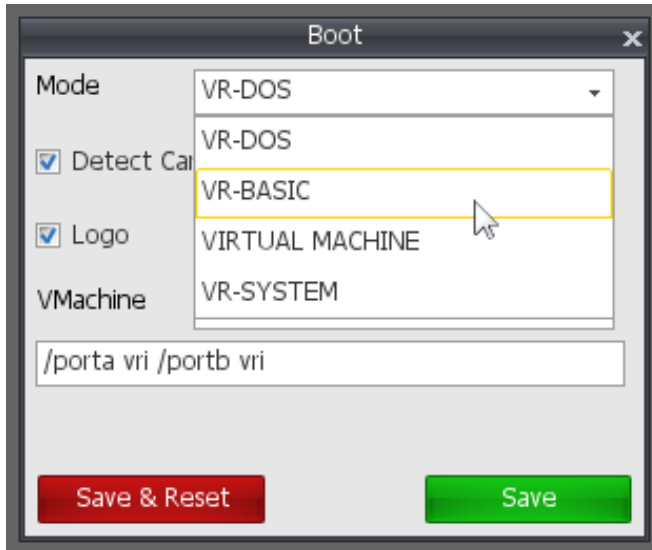 Boot
Mode
VR-DOS
VR-DOS
Detect
VR-BASIC
Logo
VIRTUAL MACHINE
VR-SYSTEM
VMachine
/porta vri /portb vri
Save & Reset
Save